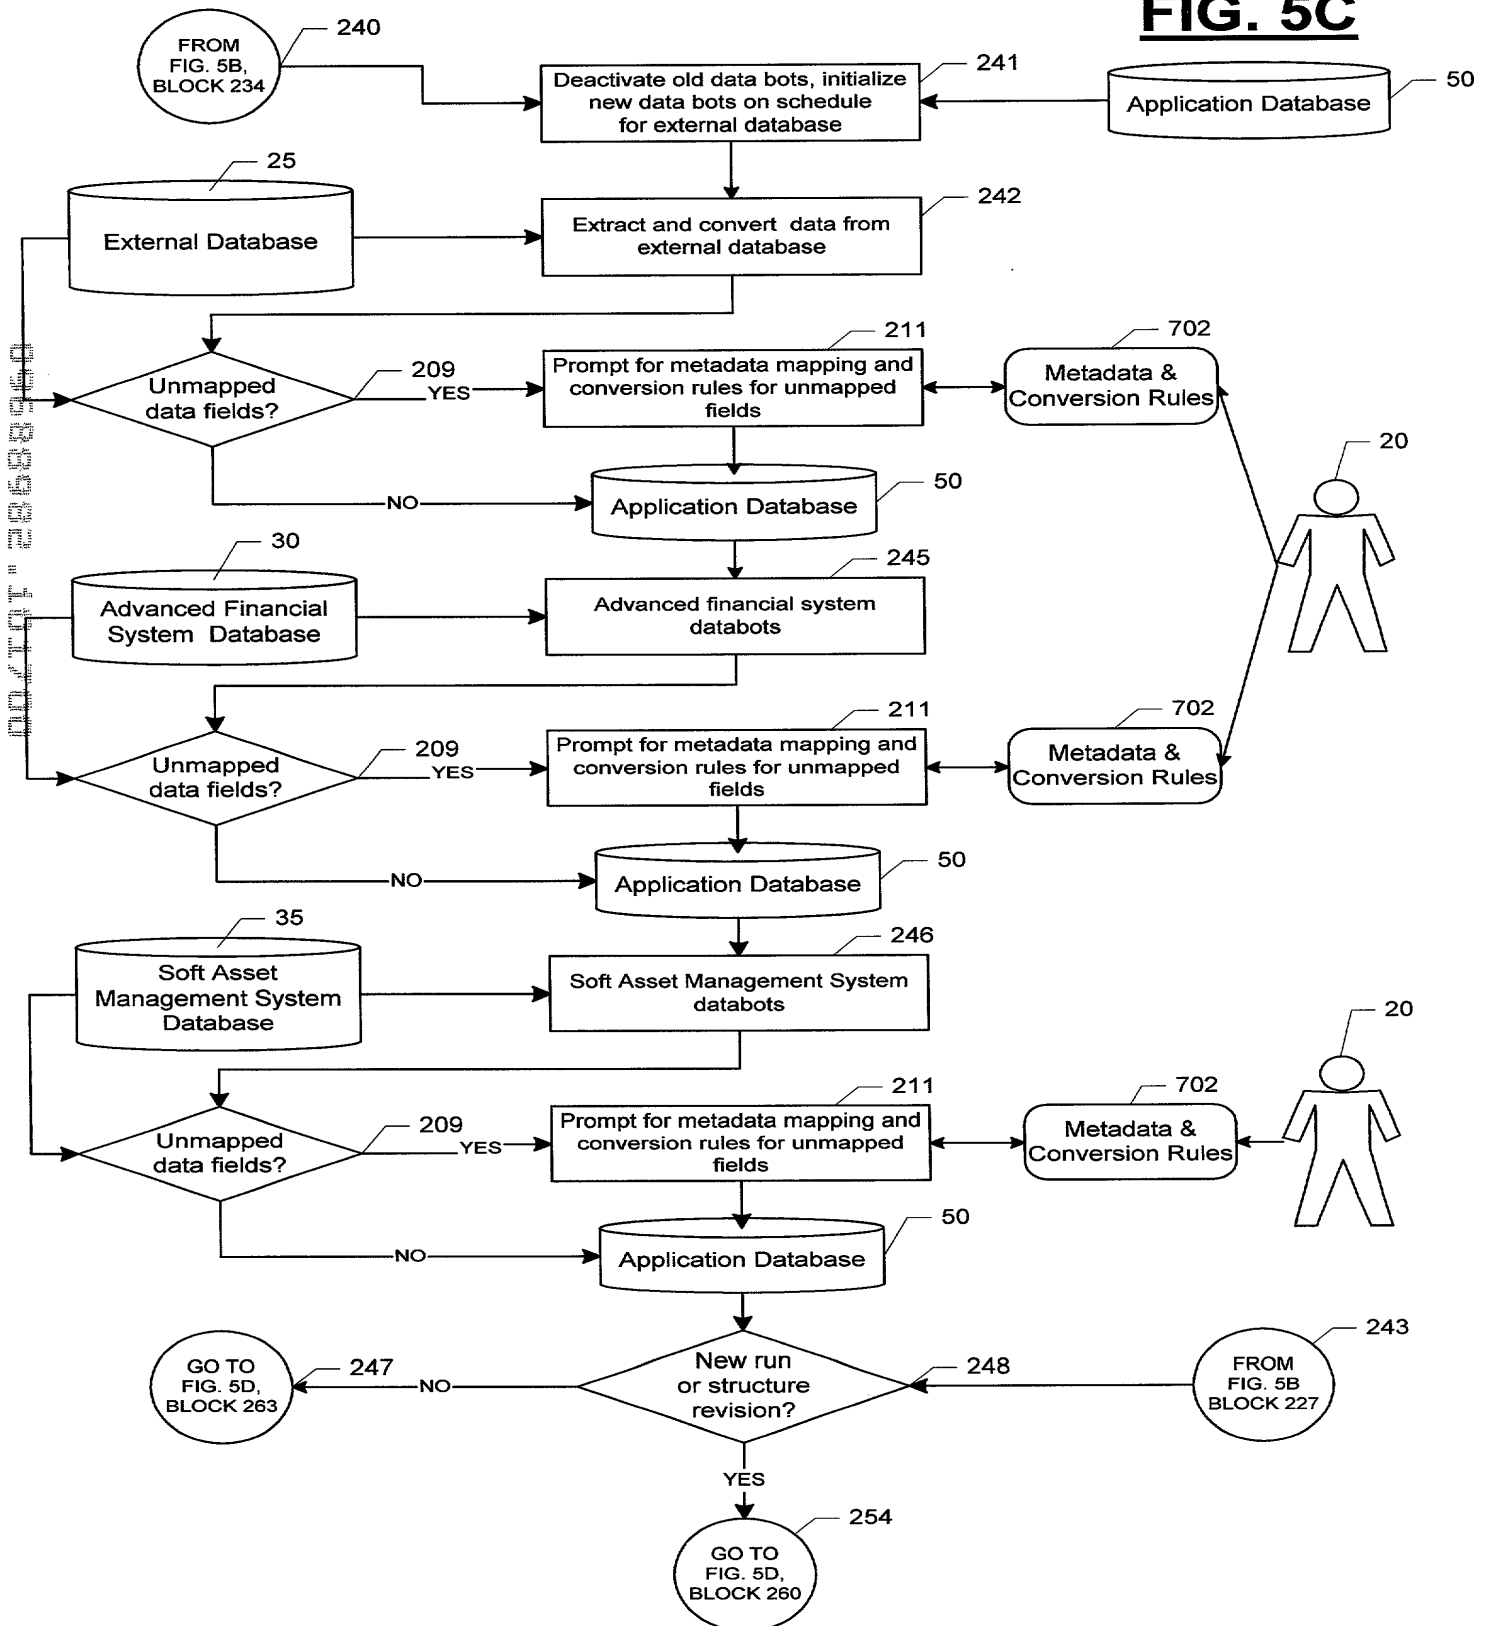 FIG. 5C
FROM
FIG. 5B,
BLOCK 234
240
Deactivate old data bots, initialize
new data bots on schedule
for external database
241
Application Database
50
25
External Database
Extract and convert data from
external database
242
Unmapped
data fields?
209
YES
Prompt for metadata mapping and
conversion rules for unmapped
fields
211
Metadata &
Conversion Rules
702
20
NO
Application Database
50
30
Advanced Financial
System Database
Advanced financial system
databots
245
Unmapped
data fields?
209
YES
Prompt for metadata mapping and
conversion rules for unmapped
fields
211
Metadata &
Conversion Rules
702
NO
Application Database
50
35
Soft Asset
Management System
Database
Soft Asset Management System
databots
246
Unmapped
data fields?
209
YES
Prompt for metadata mapping and
conversion rules for unmapped
fields
211
Metadata &
Conversion Rules
702
20
NO
Application Database
50
GO TO
FIG. 5D,
BLOCK 263
247
NO
New run
or structure
revision?
248
FROM
FIG. 5B
BLOCK 227
243
YES
GO TO
FIG. 5D,
BLOCK 260
254